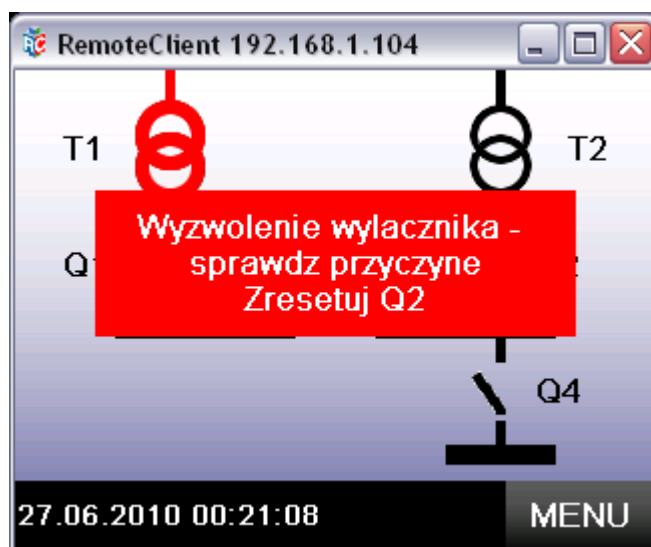 RemoteClient 192.168.1.104
T1
T2
Wyzwolenie wylacznika -
sprawdz przyczyne
Zresetuj Q2
Q4
27.06.2010 00:21:08
MENU